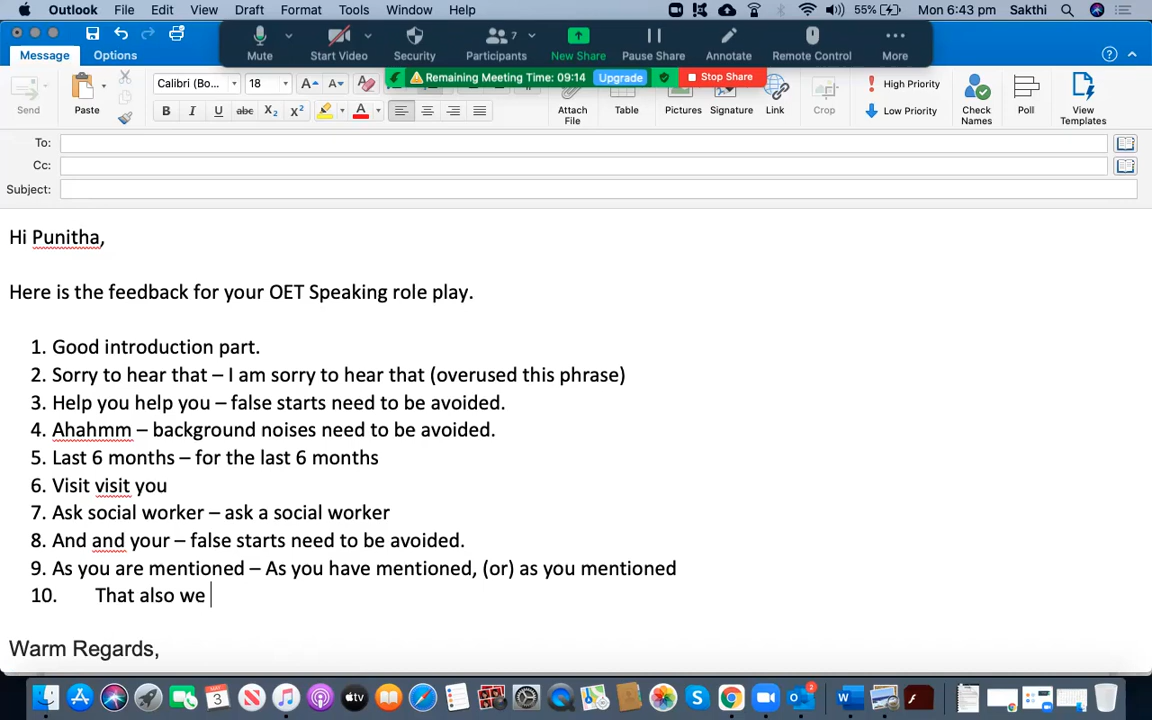 Outlook File Edit View Insert Draft Format Tools Window Help 55% Mon 6:43 pm Sakthi
Mute Start Video Security Participants 7 New Share Pause Share Annotate Remote Control More
Remaining Meeting Time: 09:14 Upgrade Stop Share
Message Options
Send Paste Calibri (Bo... 18 A A High Priority
B I U abc X2 X2 A Attach File Table Pictures Signature Link Crop Low Priority Check Names Poll View Templates
To:
Cc:
Subject:
Hi Punitha,
Here is the feedback for your OET Speaking role play.
1. Good introduction part.
2. Sorry to hear that – I am sorry to hear that (overused this phrase)
3. Help you help you – false starts need to be avoided.
4. Ahahmm – background noises need to be avoided.
5. Last 6 months – for the last 6 months
6. Visit visit you
7. Ask social worker – ask a social worker
8. And and your – false starts need to be avoided.
9. As you are mentioned – As you have mentioned, (or) as you mentioned
10. That also we
Warm Regards,